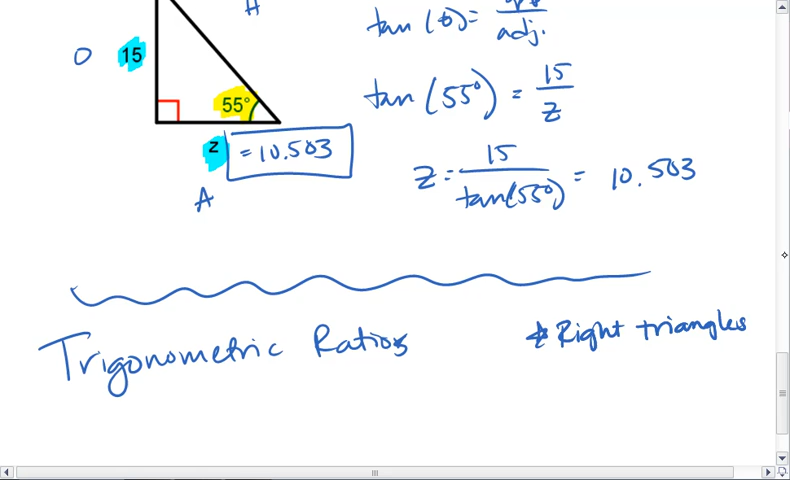 H
tan(θ)=
adj.
O 15
55°
tan(55°) = 15/z
z = 10.503
z = 15/tan(55°) = 10.503
A
Trigonometric Ratios
* Right triangles